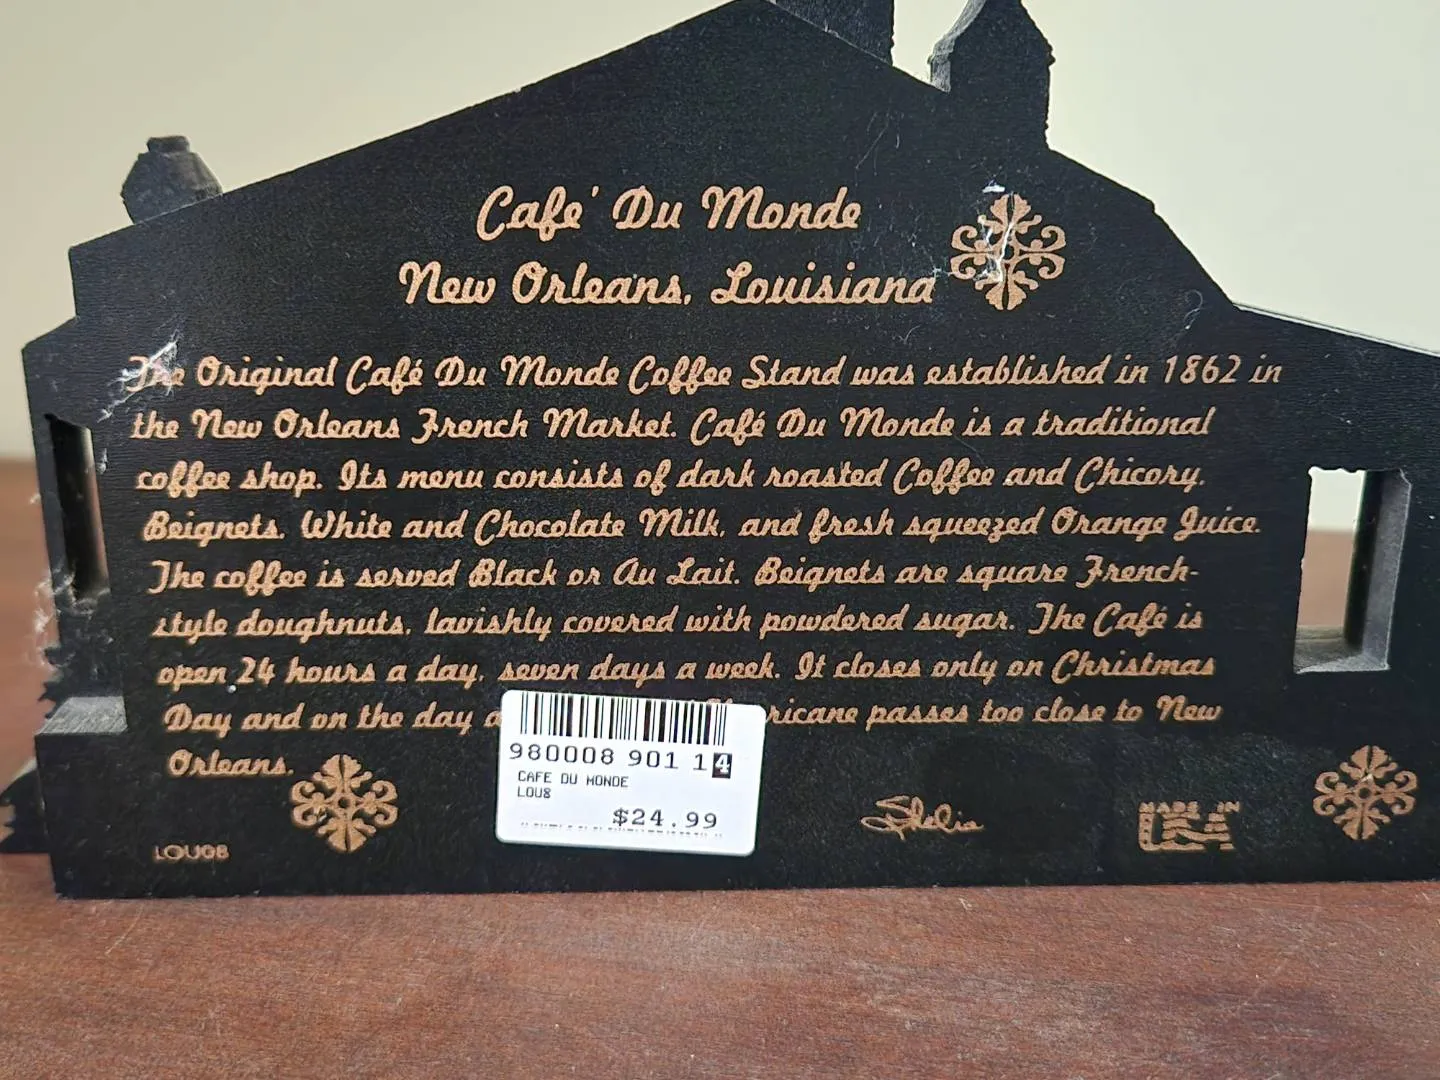 Cafe' Du Monde
New Orleans, Louisiana
The Original Café Du Monde Coffee Stand was established in 1862 in
the New Orleans French Market. Café Du Monde is a traditional
coffee shop. Its menu consists of dark roasted Coffee and Chicory,
Beignets, White and Chocolate Milk, and fresh squeezed Orange Juice.
The coffee is served Black or Au Lait. Beignets are square French-
style doughnuts, lavishly covered with powdered sugar. The Café is
open 24 hours a day, seven days a week. It closes only on Christmas
Day and on the day passes too close to New
Orleans.
980008 901 14
CAFE DU MONDE
LOU8
$24.99
LOU08
Shelia
MADE IN